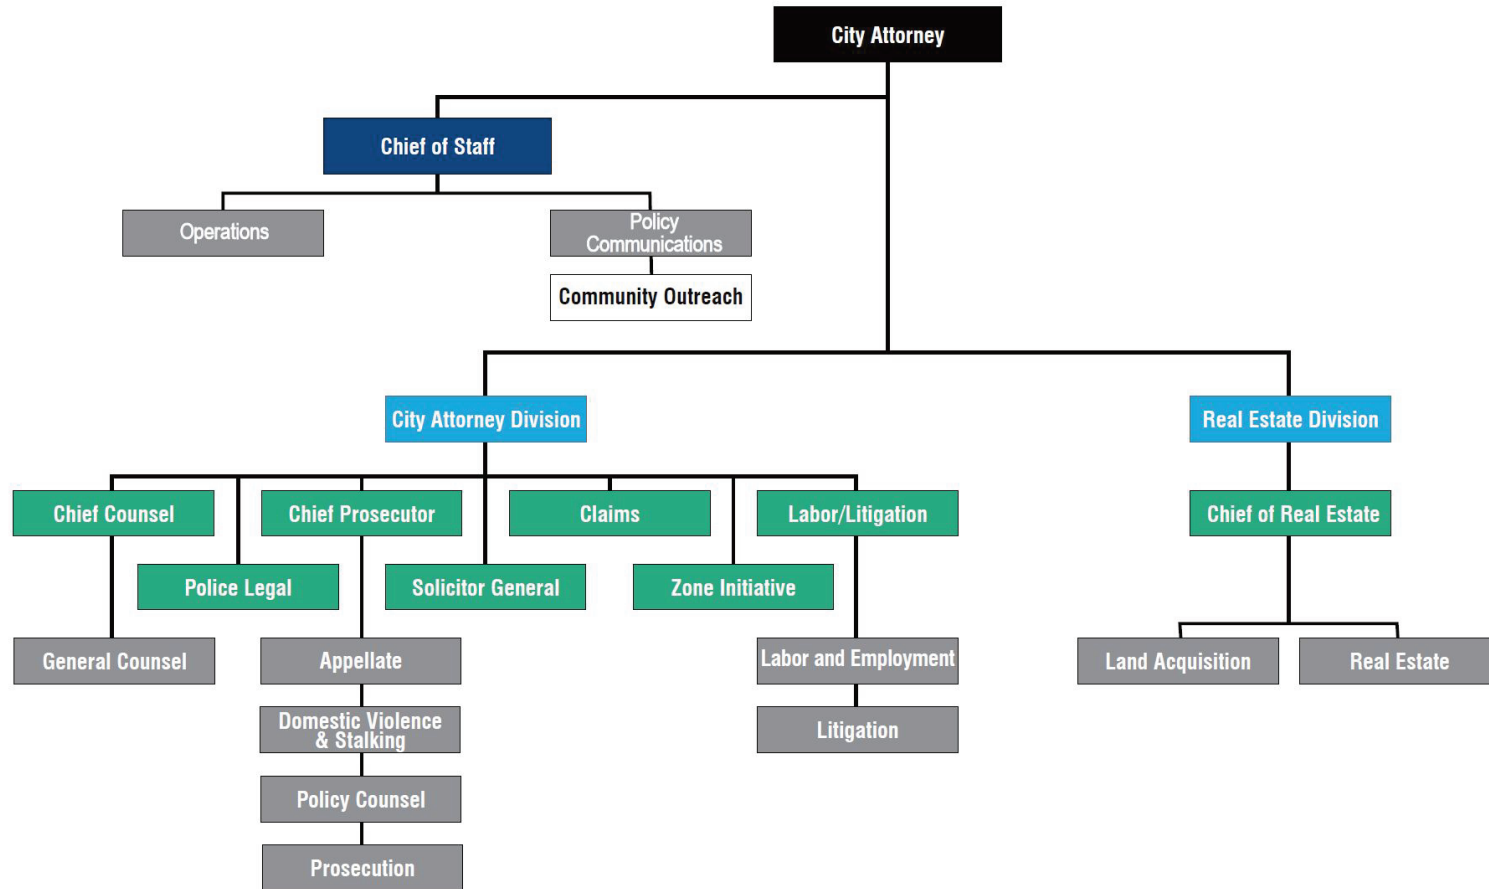 City Attorney
Chief of Staff
Operations
Policy
Communications
Community Outreach
City Attorney Division
Real Estate Division
Chief Counsel
Chief Prosecutor
Claims
Labor/Litigation
Chief of Real Estate
Police Legal
Solicitor General
Zone Initiative
General Counsel
Appellate
Labor and Employment
Land Acquisition
Real Estate
Domestic Violence
& Stalking
Litigation
Policy Counsel
Prosecution